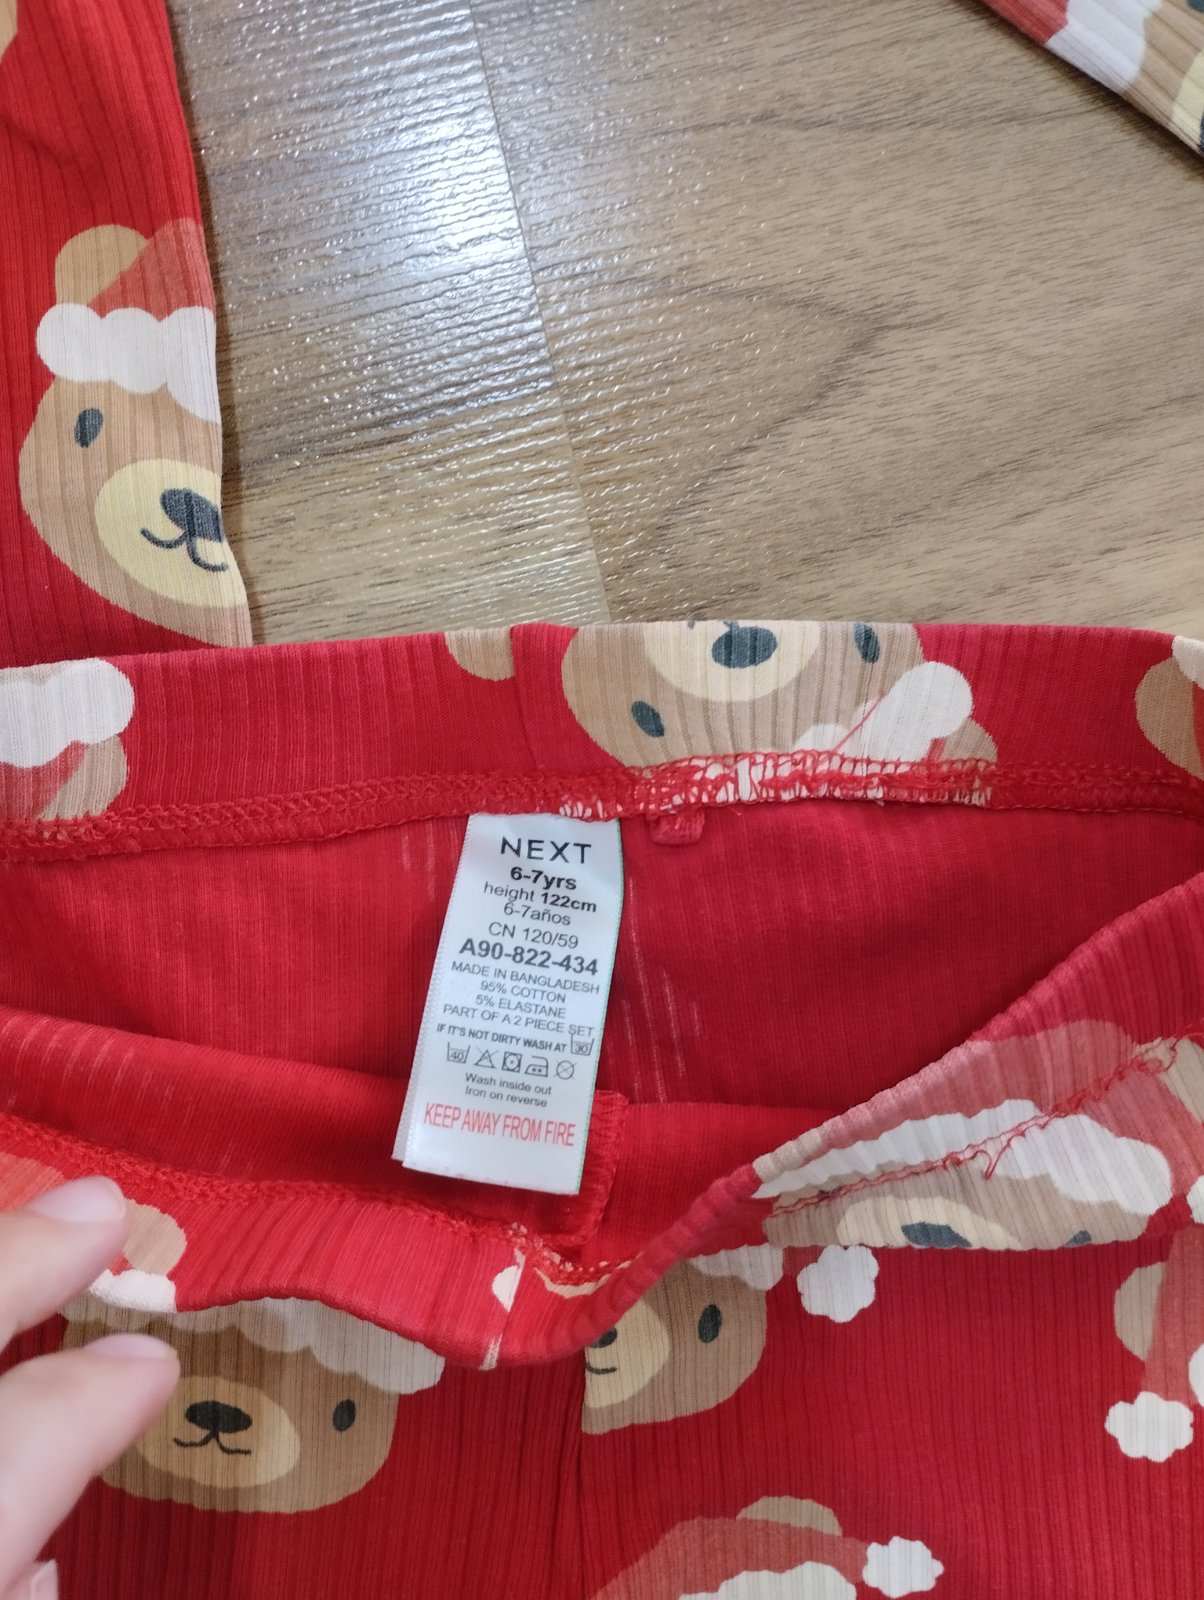 NEXT
6-7yrs
height 122cm
6-7años
CN 120/59
A90-822-434
MADE IN BANGLADESH
95% COTTON
5% ELASTANE
PART OF A 2 PIECE SET
IF IT'S NOT DIRTY WASH AT 30
40
Wash inside out
Iron on reverse
KEEP AWAY FROM FIRE